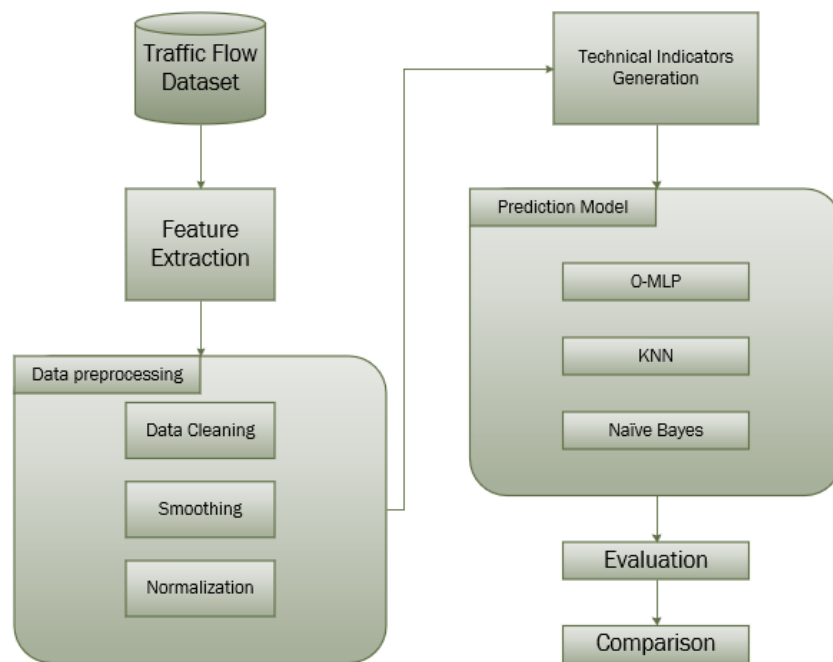 Traffic Flow
Dataset
Feature
Extraction
Data preprocessing
Data Cleaning
Smoothing
Normalization
Technical Indicators
Generation
Prediction Model
O-MLP
KNN
Naïve Bayes
Evaluation
Comparison